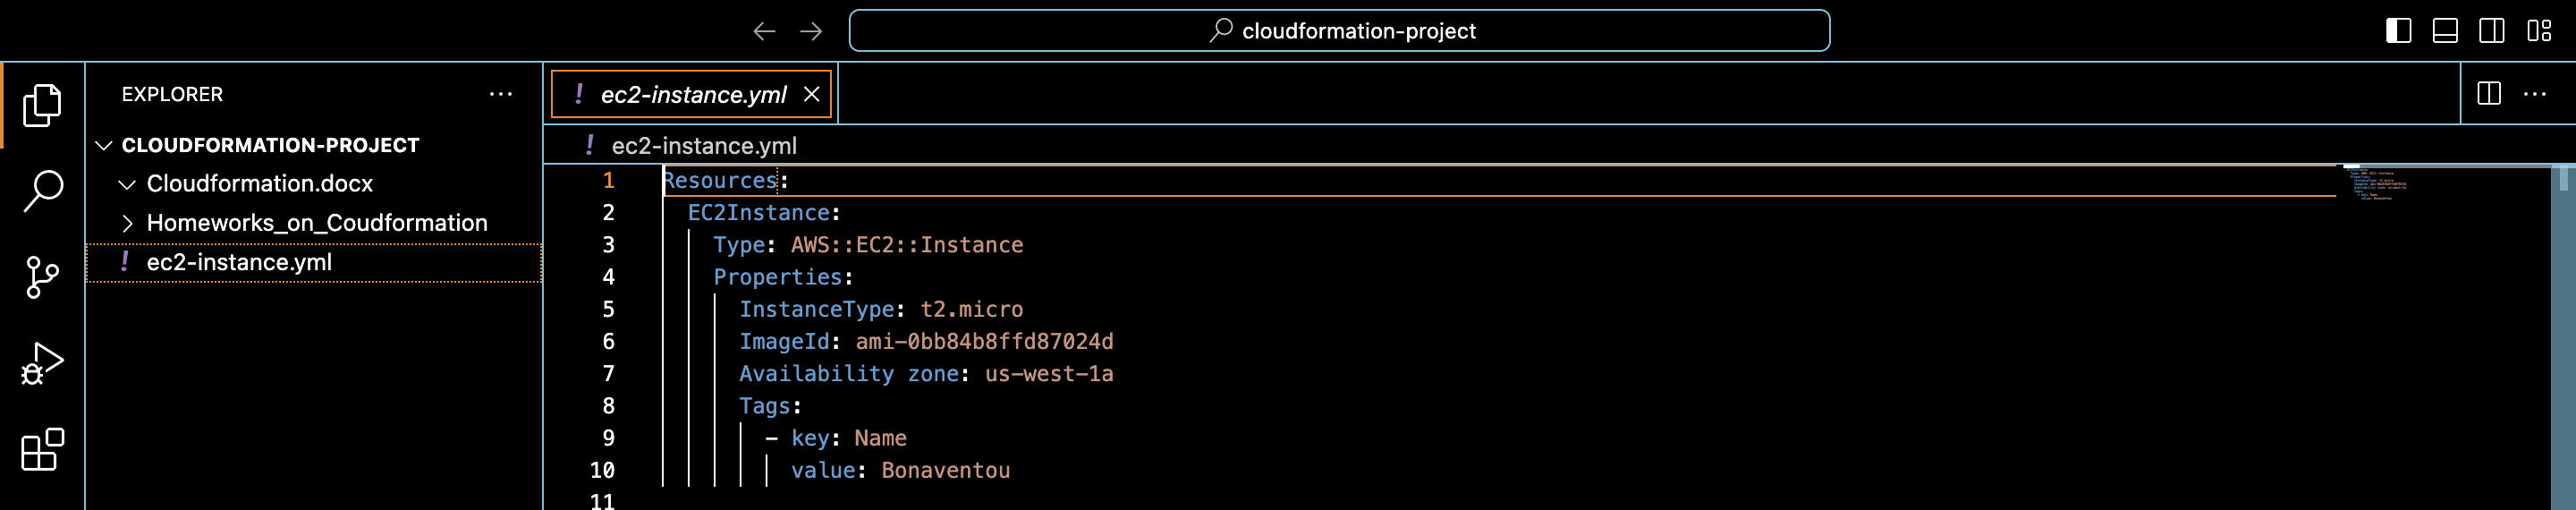 cloudformation-project
EXPLORER
CLOUDFORMATION-PROJECT
Cloudformation.docx
Homeworks_on_Coudformation
! ec2-instance.yml
! ec2-instance.yml
! ec2-instance.yml
1 Resources:
2 EC2Instance:
3 Type: AWS::EC2::Instance
4 Properties:
5 InstanceType: t2.micro
6 ImageId: ami-0bb84b8ffd87024d
7 Availability zone: us-west-1a
8 Tags:
9 - key: Name
10 value: Bonaventou
11